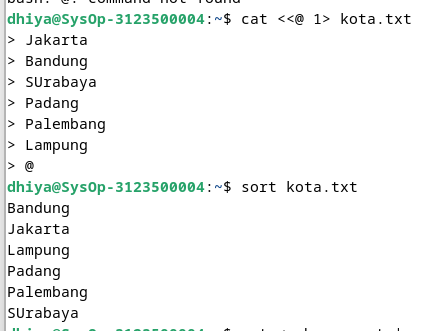 bash: @: command not found
dhiya@SysOp-3123500004:~$ cat <<@ 1> kota.txt
> Jakarta
> Bandung
> SUrabaya
> Padang
> Palembang
> Lampung
> @
dhiya@SysOp-3123500004:~$ sort kota.txt
Bandung
Jakarta
Lampung
Padang
Palembang
SUrabaya